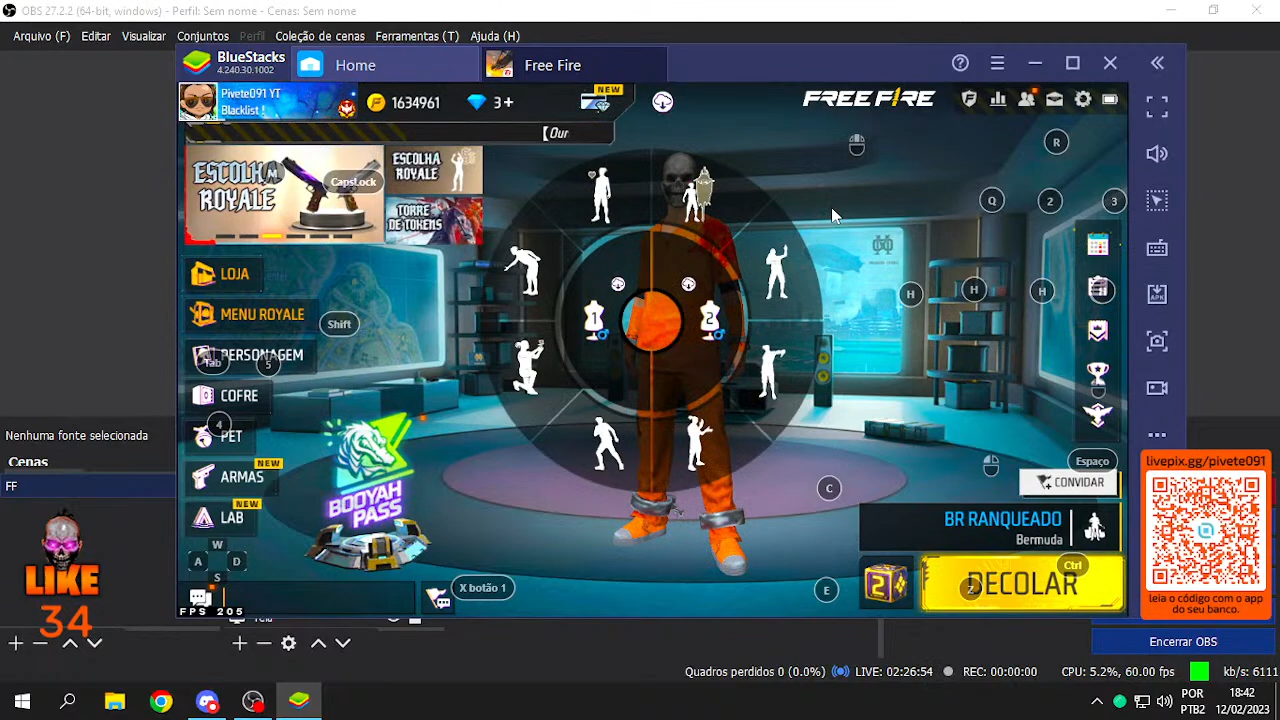 OBS 27.2.2 (64-bit, windows) - Perfil: Sem nome - Cenas: Sem nome
Arquivo (F) Editar Visualizar Perfil Conjuntos Coleção de cenas Ferramentas (T) Ajuda (H)
BlueStacks
4.240.30.1002
Home
Free Fire
Pivete091 YT
Blacklist !
1634961
3+
NEW
FREE FIRE
[Our
ESCOLHA
ROYALE
M
CapsLock
ESCOLHA
ROYALE
TORRE
DE TOKENS
R
Q
2
3
LOJA
MENU ROYALE
Shift
PERSONAGEM
Tab
5
COFRE
4
PET
ARMAS
NEW
LAB
NEW
1
2
H
H
H
BOOYAH
PASS
W
A
D
S
FPS 205
X botão 1
C
E
Espaço
CONVIDAR
BR RANQUEADO
Bermuda
Ctrl
Z
DECOLAR
2
Nenhuma fonte selecionada
Cenas
FF
LIKE
34
livepix.gg/pivete091
leia o código com o app
do seu banco.
Encerrar OBS
Quadros perdidos 0 (0.0%) LIVE: 02:26:54 REC: 00:00:00 CPU: 5.2%, 60.00 fps kb/s: 6111
POR
PTB2
18:42
12/02/2023